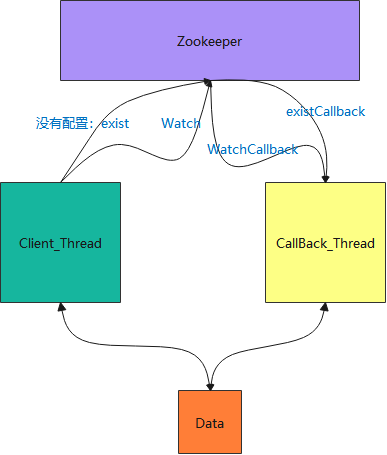 Zookeeper
existCallback
没有配置：exist
Watch
WatchCallback
Client_Thread
CallBack_Thread
Data